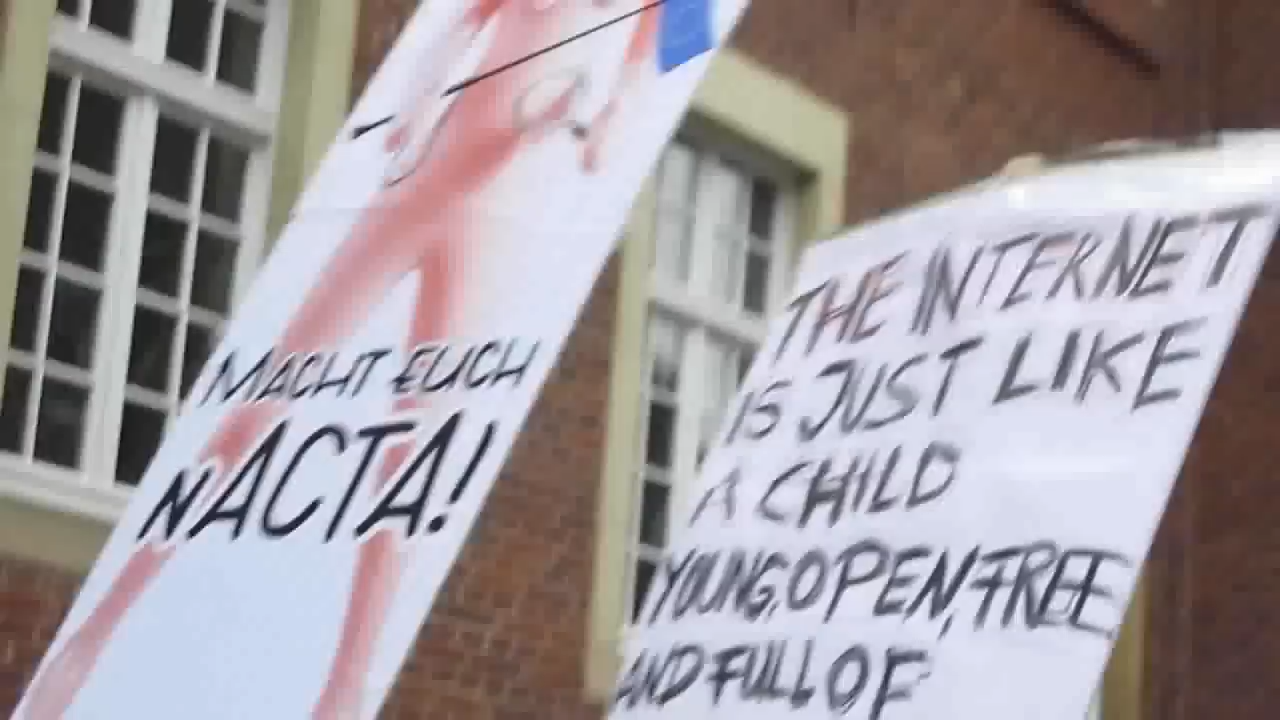 MACHT EUCH
NACTA!
THE INTERNET
IS JUST LIKE
A CHILD
YOUNG, OPEN, FREE
AND FULL OF